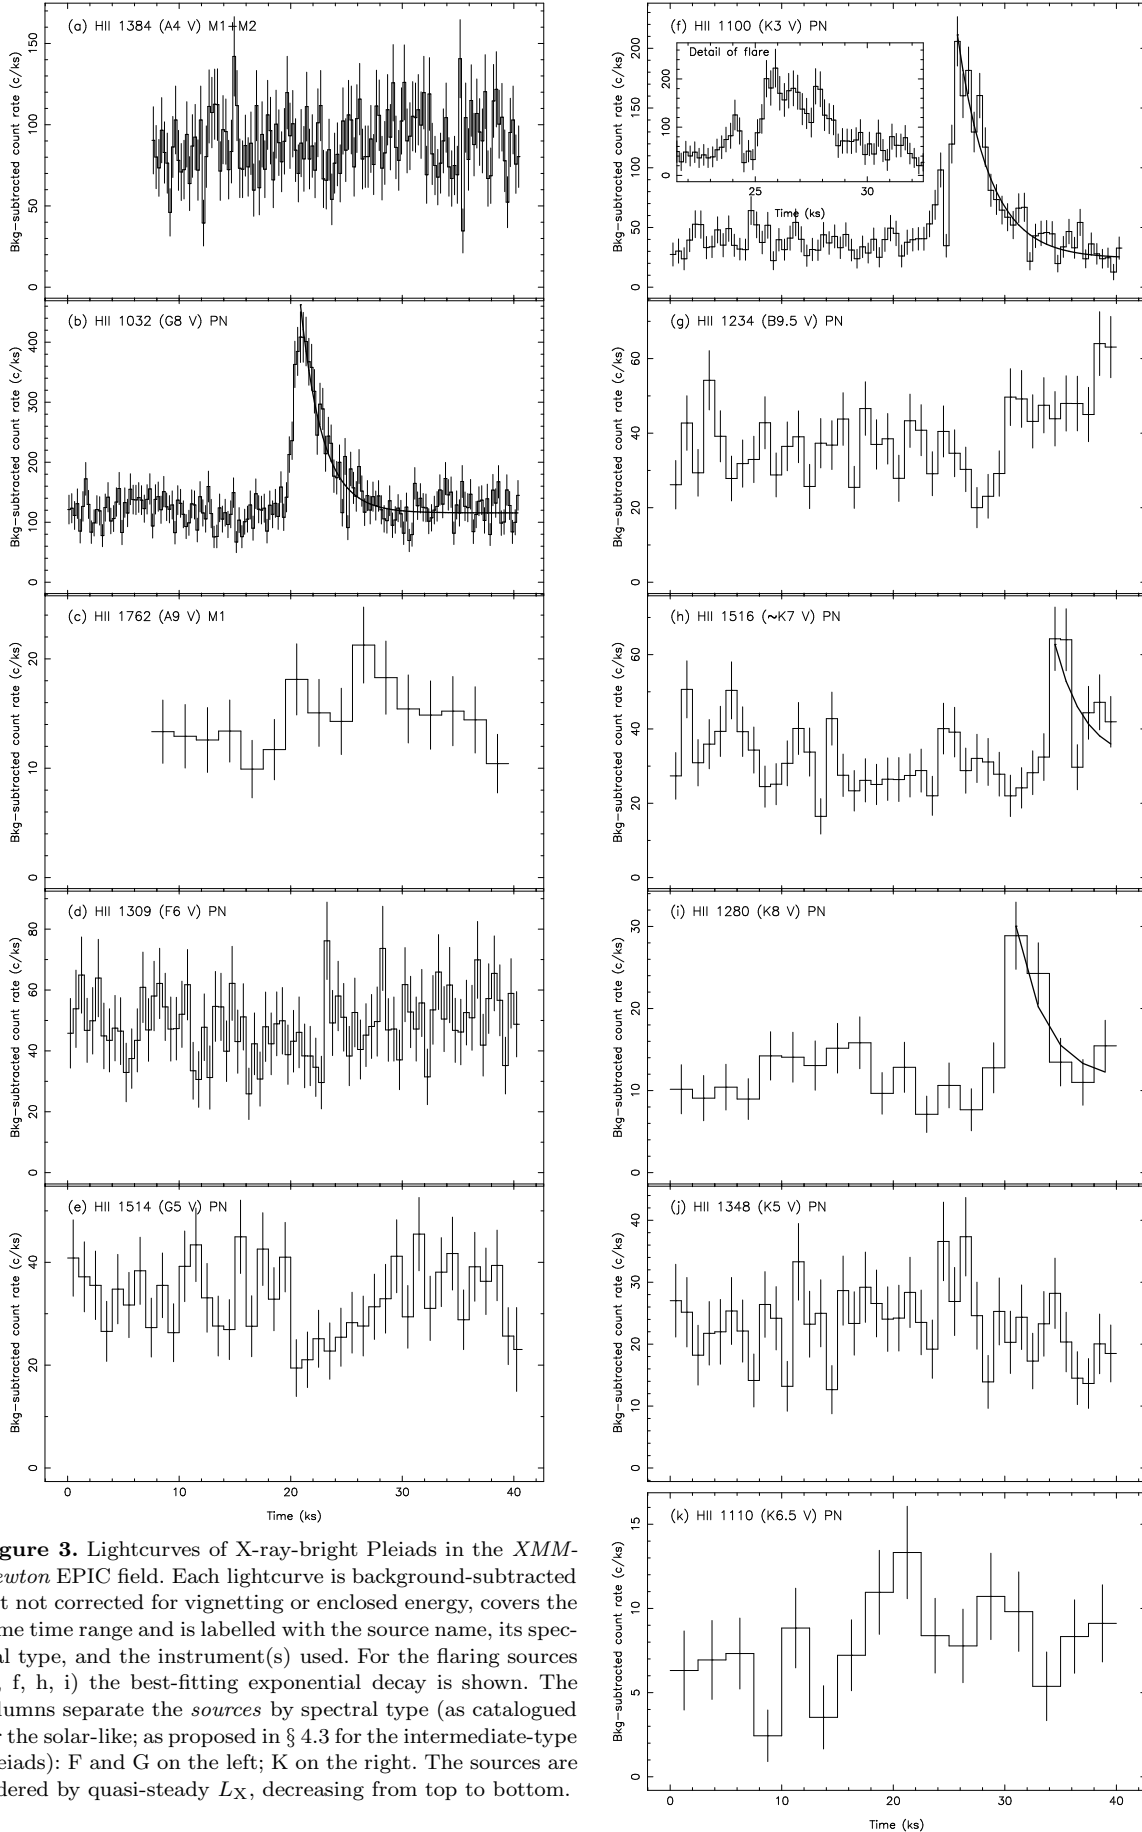 (a) HII 1384 (A4 V) M1+M2
Bkg−subtracted count rate (c/ks)
0 50 100 150
(b) HII 1032 (G8 V) PN
Bkg−subtracted count rate (c/ks)
0 100 200 300 400
(c) HII 1762 (A9 V) M1
Bkg−subtracted count rate (c/ks)
0 10 20
(d) HII 1309 (F6 V) PN
Bkg−subtracted count rate (c/ks)
0 20 40 60 80
(e) HII 1514 (G5 V) PN
Bkg−subtracted count rate (c/ks)
0 20 40
0 10 20 30 40
Time (ks)
gure 3. Lightcurves of X-ray-bright Pleiads in the XMM-
ewton EPIC field. Each lightcurve is background-subtracted
t not corrected for vignetting or enclosed energy, covers the
me time range and is labelled with the source name, its spec-
al type, and the instrument(s) used. For the flaring sources
, f, h, i) the best-fitting exponential decay is shown. The
lumns separate the sources by spectral type (as catalogued
r the solar-like; as proposed in § 4.3 for the intermediate-type
eiads): F and G on the left; K on the right. The sources are
dered by quasi-steady LX, decreasing from top to bottom.
(f) HII 1100 (K3 V) PN
Bkg−subtracted count rate (c/ks)
0 50 100 150 200
Detail of flare
0 100 200
25 30
Time (ks)
(g) HII 1234 (B9.5 V) PN
Bkg−subtracted count rate (c/ks)
0 20 40 60
(h) HII 1516 (~K7 V) PN
Bkg−subtracted count rate (c/ks)
0 20 40 60
(i) HII 1280 (K8 V) PN
Bkg−subtracted count rate (c/ks)
0 10 20 30
(j) HII 1348 (K5 V) PN
Bkg−subtracted count rate (c/ks)
0 10 20 30 40
(k) HII 1110 (K6.5 V) PN
Bkg−subtracted count rate (c/ks)
0 5 10 15
0 10 20 30 40
Time (ks)